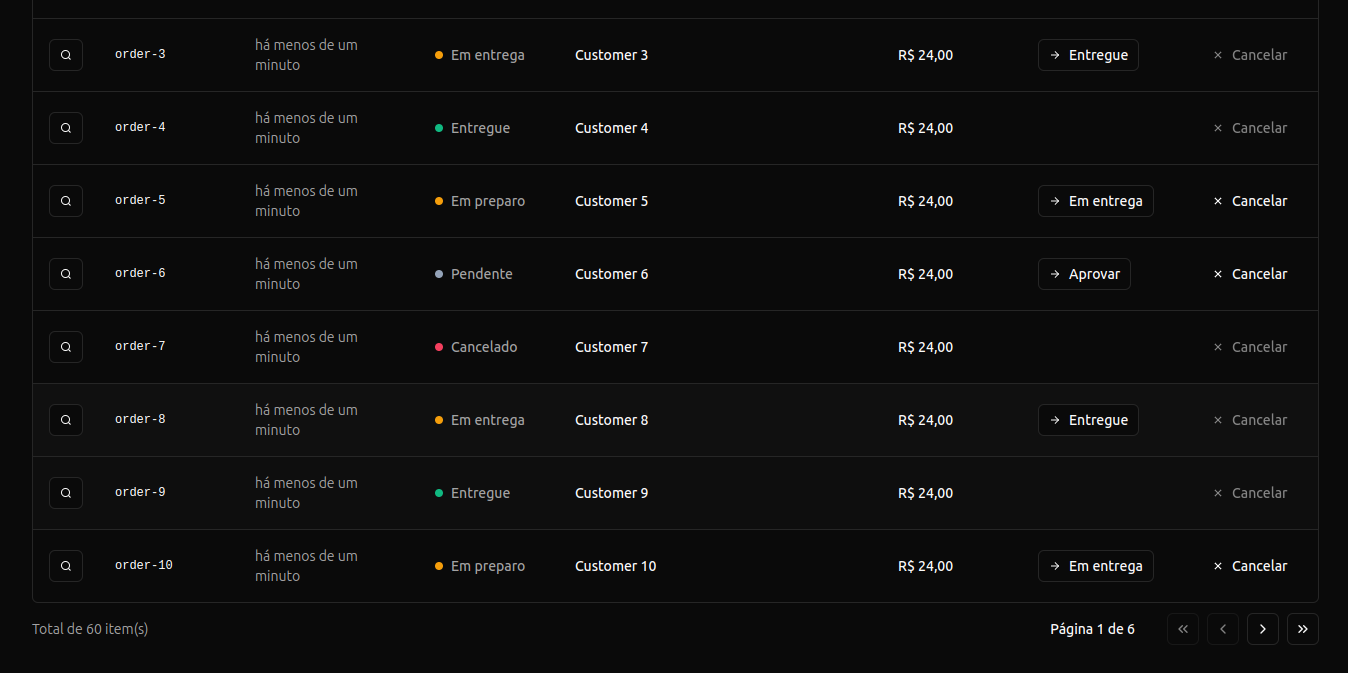 order-3 há menos de um minuto Em entrega Customer 3 R$ 24,00 Entregue Cancelar
order-4 há menos de um minuto Entregue Customer 4 R$ 24,00 Cancelar
order-5 há menos de um minuto Em preparo Customer 5 R$ 24,00 Em entrega Cancelar
order-6 há menos de um minuto Pendente Customer 6 R$ 24,00 Aprovar Cancelar
order-7 há menos de um minuto Cancelado Customer 7 R$ 24,00 Cancelar
order-8 há menos de um minuto Em entrega Customer 8 R$ 24,00 Entregue Cancelar
order-9 há menos de um minuto Entregue Customer 9 R$ 24,00 Cancelar
order-10 há menos de um minuto Em preparo Customer 10 R$ 24,00 Em entrega Cancelar
Total de 60 item(s) Página 1 de 6